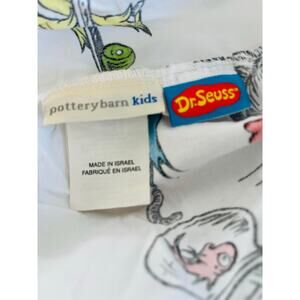 potterybarn kids
Dr. Seuss
MADE IN ISRAEL
FABRIQUÉ EN ISRAEL